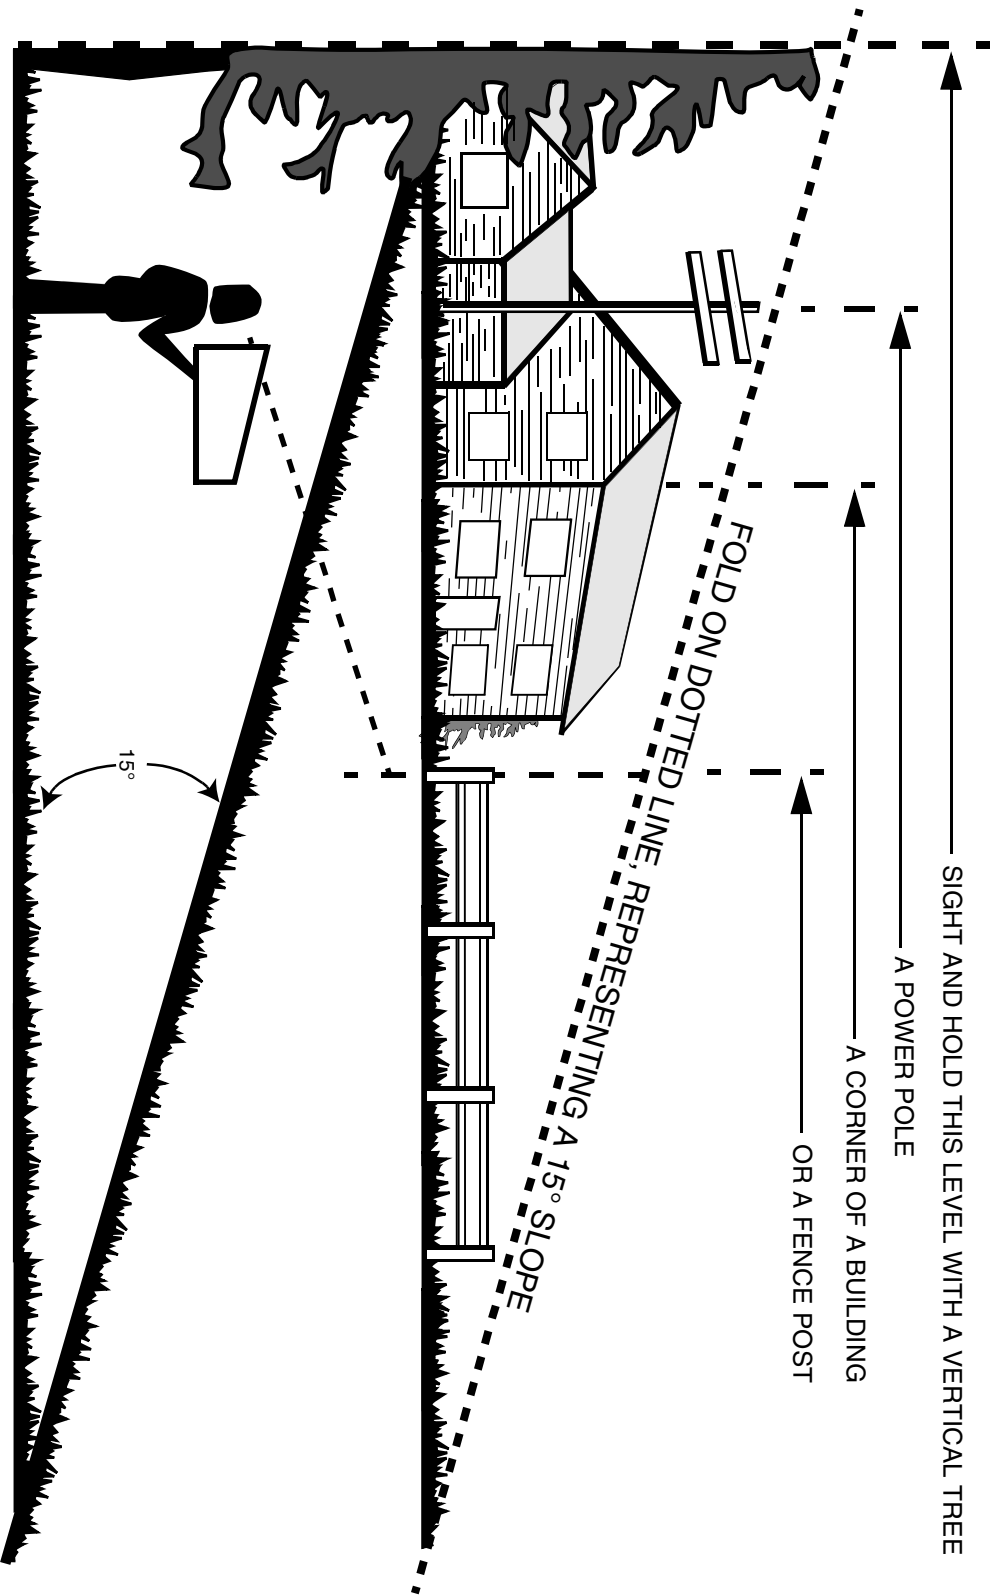 SIGHT AND HOLD THIS LEVEL WITH A VERTICAL TREE
A POWER POLE
A CORNER OF A BUILDING
OR A FENCE POST
FOLD ON DOTTED LINE, REPRESENTING A 15° SLOPE
15°